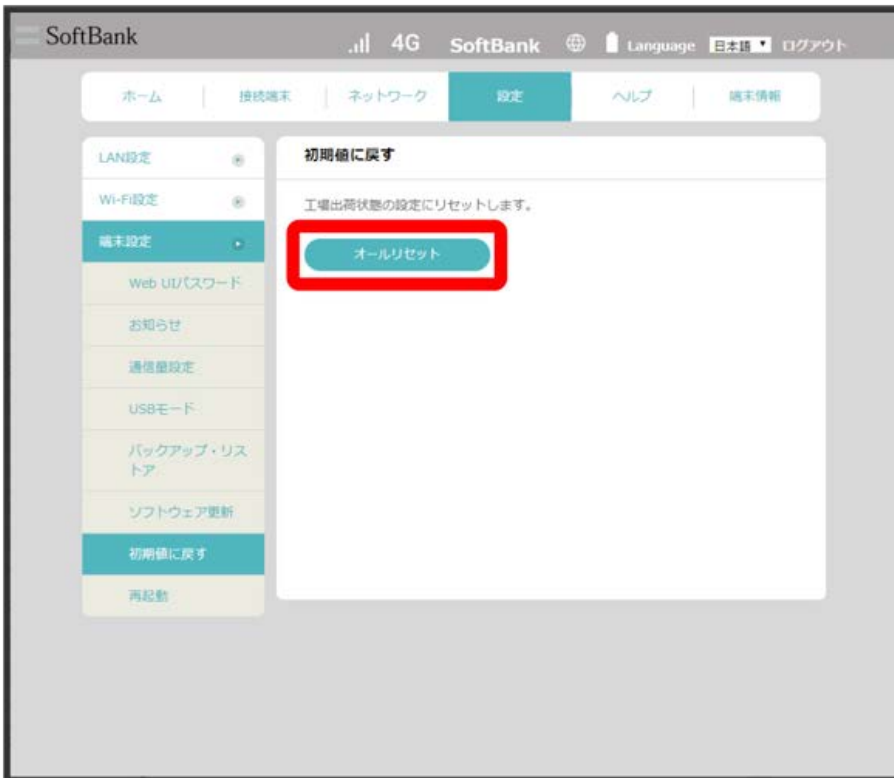 SoftBank
4G SoftBank Language 日本語 ログアウト
ホーム 接続端末 ネットワーク 設定 ヘルプ 端末情報
LAN設定
Wi-Fi設定
端末設定
Web UIパスワード
お知らせ
通信量設定
USBモード
バックアップ・リス
トア
ソフトウェア更新
初期値に戻す
再起動
初期値に戻す
工場出荷状態の設定にリセットします。
オールリセット